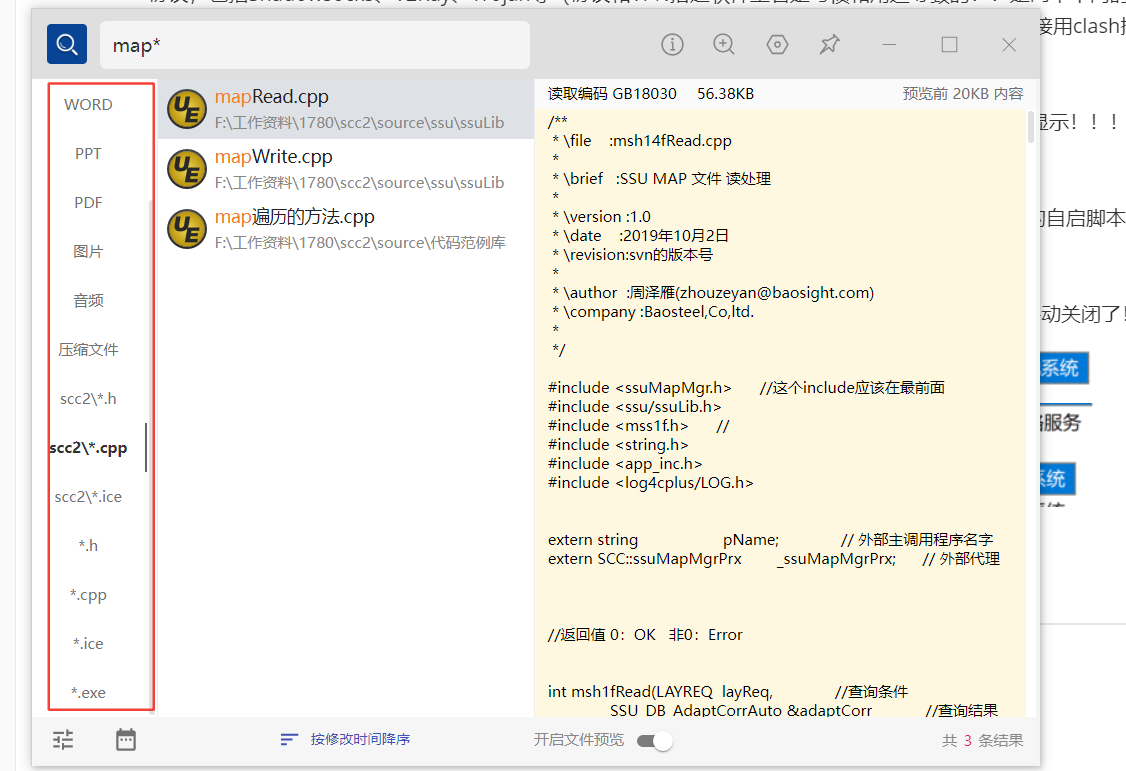 map*
WORD
PPT
PDF
图片
音频
压缩文件
scc2\*.h
scc2\*.cpp
scc2\*.ice
*.h
*.cpp
*.ice
*.exe
mapRead.cpp
F:\工作资料\1780\scc2\source\ssu\ssuLib
mapWrite.cpp
F:\工作资料\1780\scc2\source\ssu\ssuLib
map遍历的方法.cpp
F:\工作资料\1780\scc2\source\代码范例库
读取编码 GB18030 56.38KB 预览前 20KB 内容
/**
* \file :msh14fRead.cpp
*
* \brief :SSU MAP 文件 读处理
*
* \version :1.0
* \date :2019年10月2日
* \revision:svn的版本号
*
* \author :周泽雁(zhouzeyan@baosight.com)
* \company :Baosteel,Co,ltd.
*
*/
#include <ssuMapMgr.h> //这个include应该在最前面
#include <ssu/ssuLib.h>
#include <mss1f.h> //
#include <string.h>
#include <app_inc.h>
#include <log4cplus/LOG.h>
extern string pName; // 外部主调用程序名字
extern SCC::ssuMapMgrPrx _ssuMapMgrPrx; // 外部代理
//返回值 0：OK 非0：Error
int msh1fRead(LAYREQ layReq, //查询条件
SSU_DB_AdaptCorrAuto &adaptCorr //查询结果
按修改时间降序
开启文件预览
共 3 条结果
接用clash
显示！！！
的自启脚本
动关闭了!
系统
服务
系统